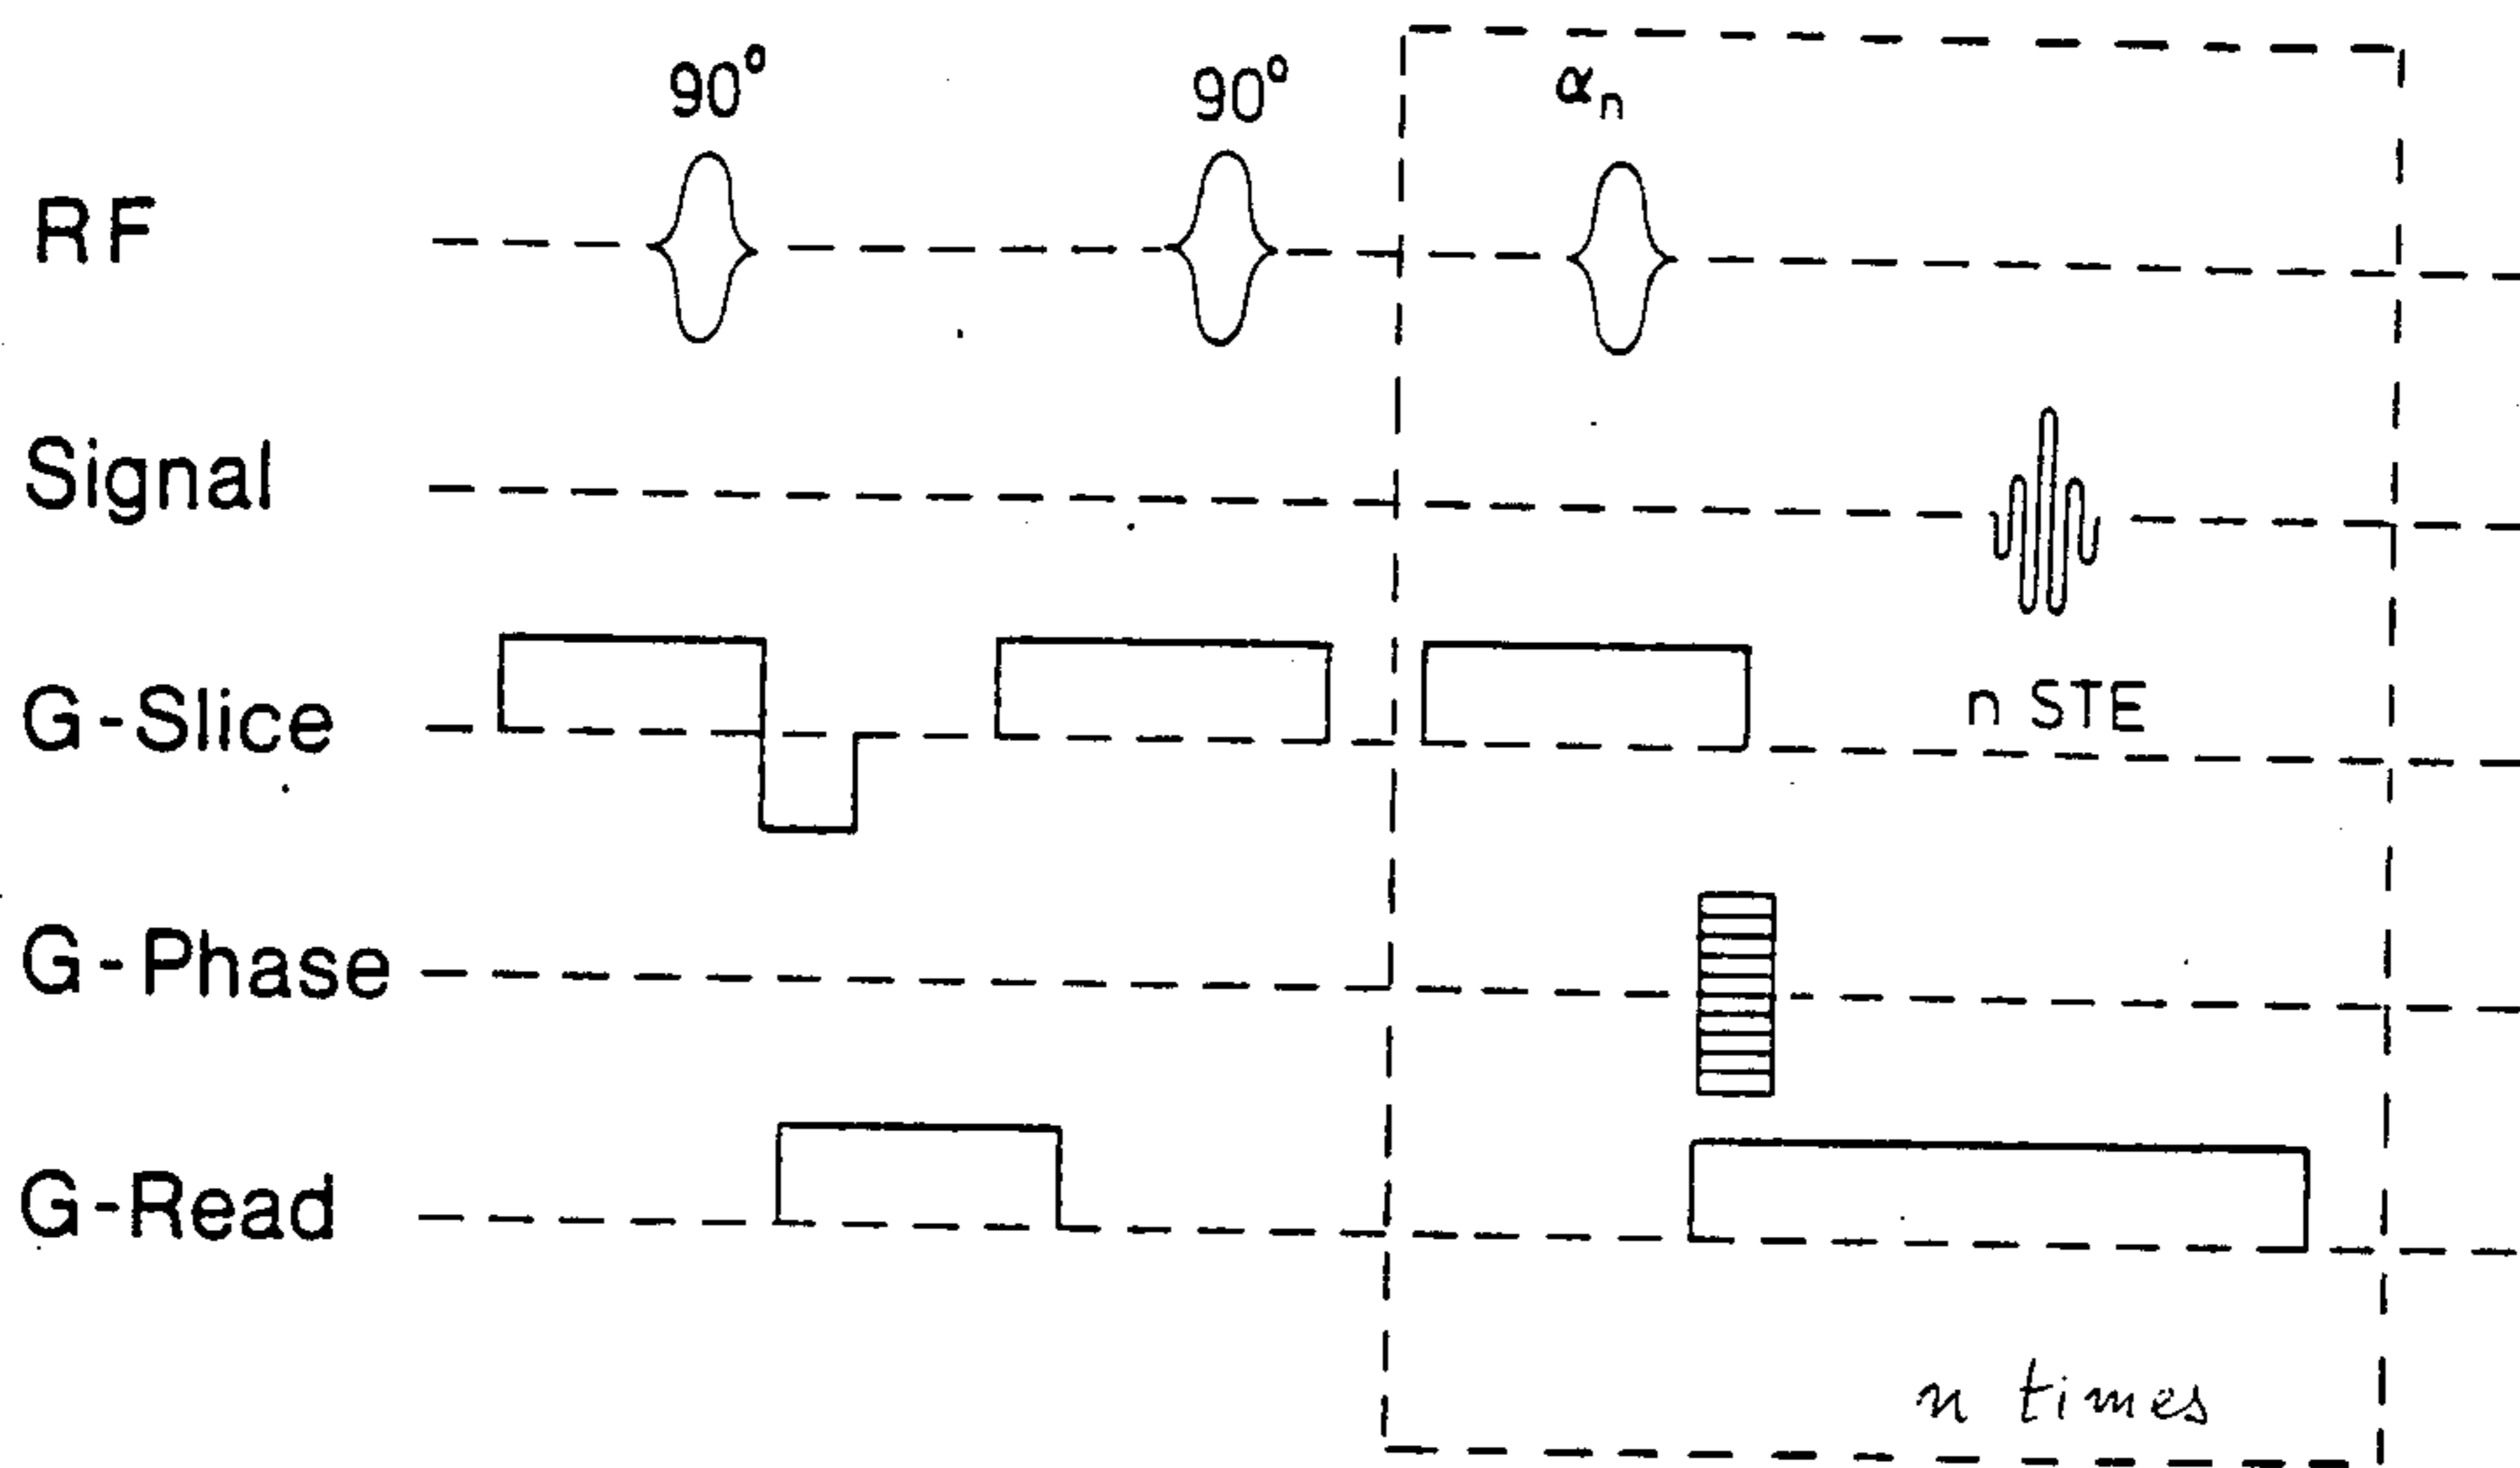 90° 90° αn
RF
Signal
G-Slice n STE
G-Phase
G-Read
n times